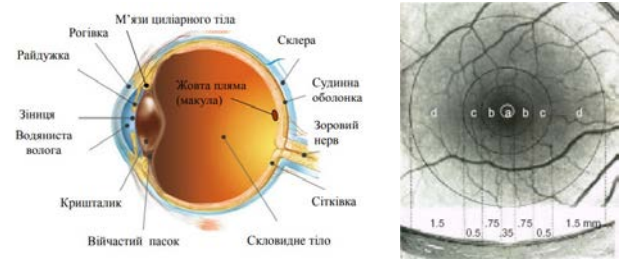 М’язи циліарного тіла
Рогівка
Райдужка
Зіниця
Водяниста
волога
Кришталик
Війчастий пасок
Склера
Судинна
оболонка
Жовта пляма
(макула)
Зоровий
нерв
Сітківка
Скловидне тіло
d c b a b c d
1.5 .75 .75 1.5 mm
0.5 .35 0.5